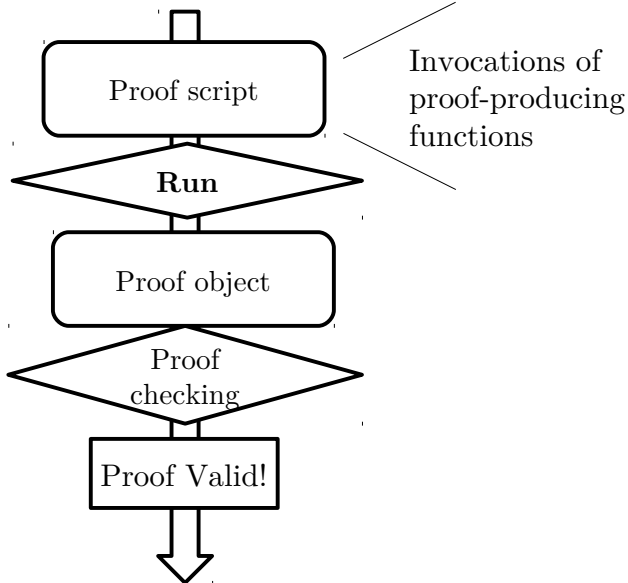 Proof script
Invocations of
proof-producing
functions
Run
Proof object
Proof
checking
Proof Valid!